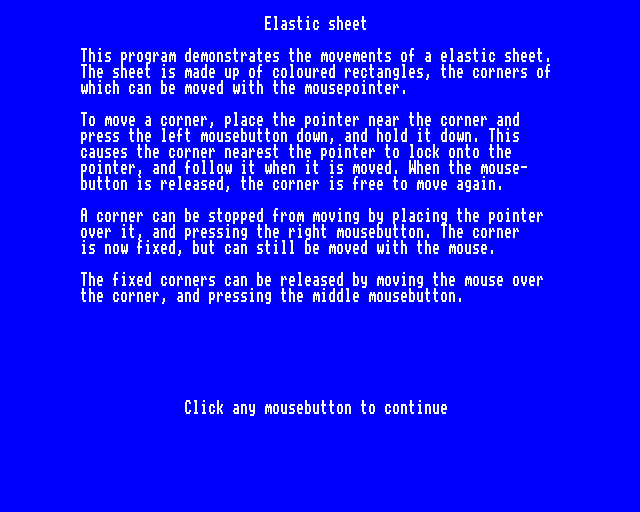 Elastic sheet
This program demonstrates the movements of a elastic sheet.
The sheet is made up of coloured rectangles, the corners of
which can be moved with the mousepointer.
To move a corner, place the pointer near the corner and
press the left mousebutton down, and hold it down. This
causes the corner nearest the pointer to lock onto the
pointer, and follow it when it is moved. When the mouse-
button is released, the corner is free to move again.
A corner can be stopped from moving by placing the pointer
over it, and pressing the right mousebutton. The corner
is now fixed, but can still be moved with the mouse.
The fixed corners can be released by moving the mouse over
the corner, and pressing the middle mousebutton.
Click any mousebutton to continue